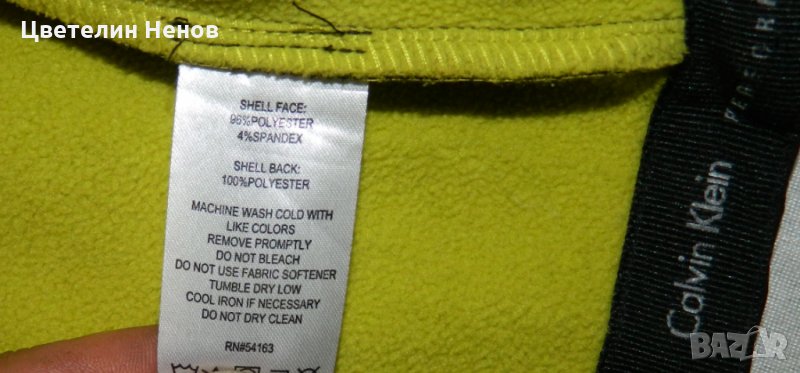 Цветелин Ненов
SHELL FACE:
96%POLYESTER
4%SPANDEX
SHELL BACK:
100%POLYESTER
MACHINE WASH COLD WITH
LIKE COLORS
REMOVE PROMPTLY
DO NOT BLEACH
DO NOT USE FABRIC SOFTENER
TUMBLE DRY LOW
COOL IRON IF NECESSARY
DO NOT DRY CLEAN
RN#54163
Calvin Klein
BAZAR